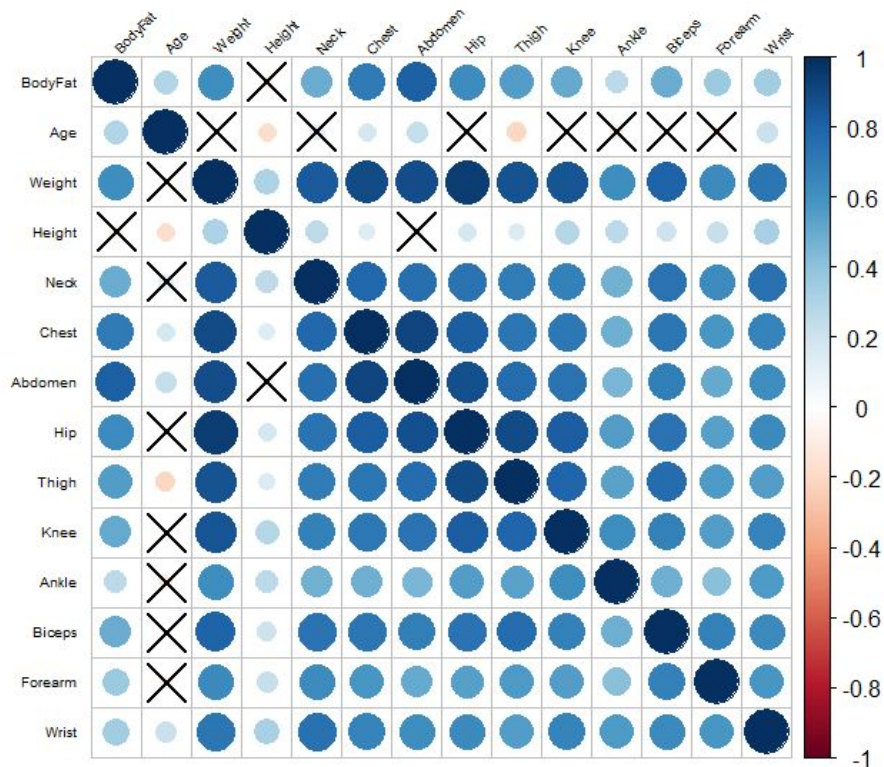 BodyFat Age Weight Height Neck Chest Abdomen Hip Thigh Knee Ankle Biceps Forearm Wrist
BodyFat
Age
Weight
Height
Neck
Chest
Abdomen
Hip
Thigh
Knee
Ankle
Biceps
Forearm
Wrist
1
0.8
0.6
0.4
0.2
0
-0.2
-0.4
-0.6
-0.8
-1